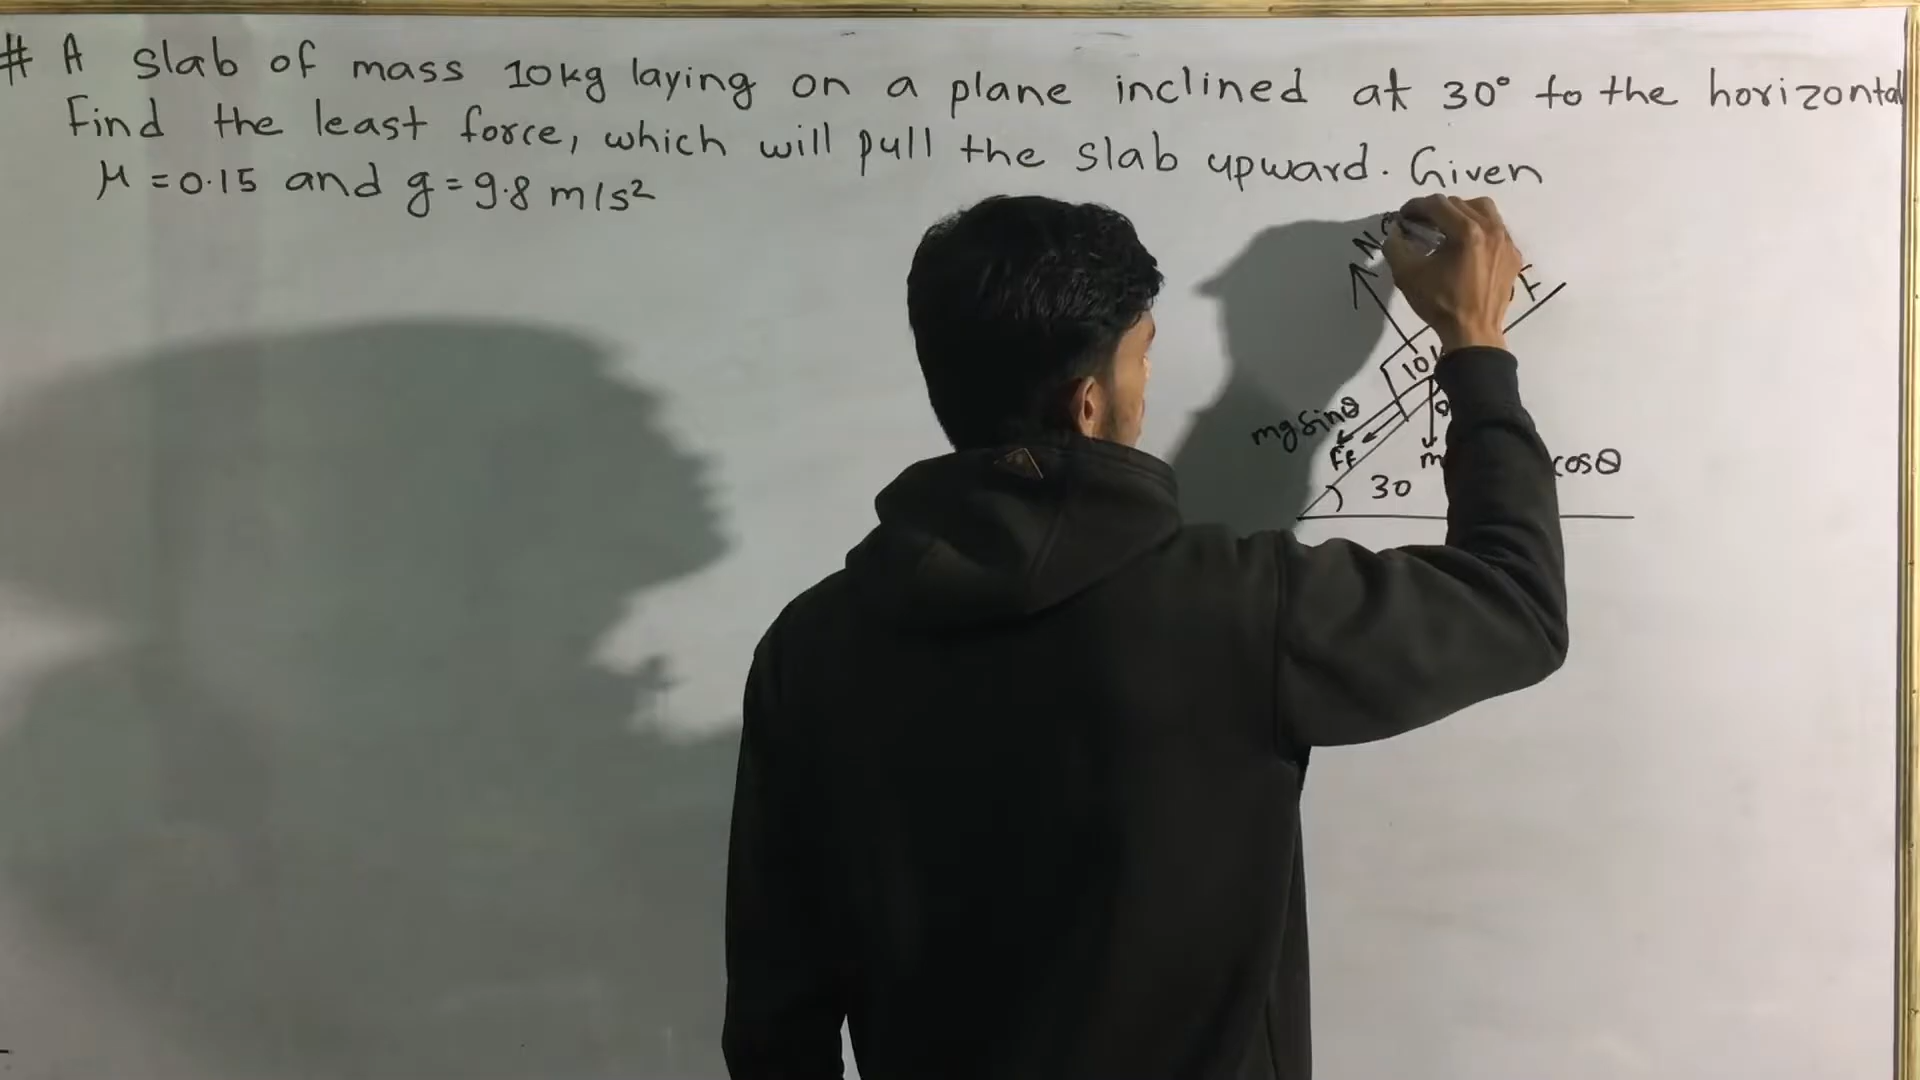 # A slab of mass 10kg laying on a plane inclined at 30° to the horizontal
Find the least force, which will pull the slab upward. Given
μ = 0.15 and g = 9.8 m/s²
N
F
10
mg sinθ
FF
m
cosθ
30